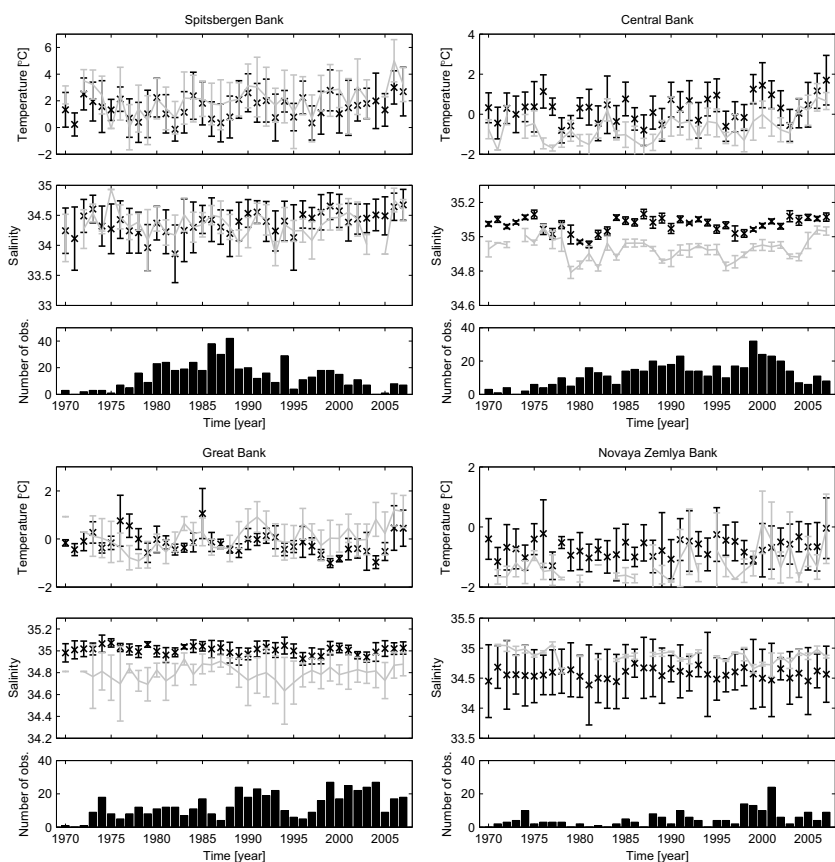 Spitsbergen Bank
Temperature [°C]
6
4
2
0
−2
Salinity
35
34.5
34
33.5
33
Number of obs.
40
20
0
1970 1975 1980 1985 1990 1995 2000 2005
Time [year]
Central Bank
Temperature [°C]
4
2
0
−2
Salinity
35.2
35
34.8
34.6
Number of obs.
40
20
0
1970 1975 1980 1985 1990 1995 2000 2005
Time [year]
Great Bank
Temperature [°C]
2
0
−2
Salinity
35.2
35
34.8
34.6
34.4
34.2
Number of obs.
40
20
0
1970 1975 1980 1985 1990 1995 2000 2005
Time [year]
Novaya Zemlya Bank
Temperature [°C]
2
0
−2
Salinity
35.5
35
34.5
33.5
Number of obs.
40
20
0
1970 1975 1980 1985 1990 1995 2000 2005
Time [year]